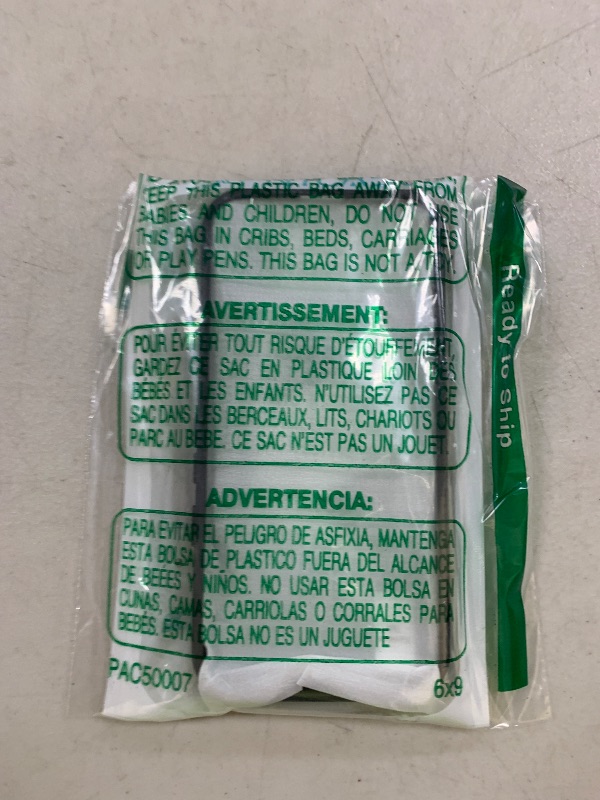 KEEP THIS PLASTIC BAG AWAY FROM
BABIES AND CHILDREN, DO NOT USE
THIS BAG IN CRIBS, BEDS, CARRIAGES
OR PLAY PENS. THIS BAG IS NOT A TOY.
AVERTISSEMENT:
POUR ÉVITER TOUT RISQUE D'ÉTOUFFEMENT,
GARDEZ CE SAC EN PLASTIQUE LOIN DES
BÉBÉS ET LES ENFANTS. N'UTILISEZ PAS CE
SAC DANS LES BERCEAUX, LITS, CHARIOTS OU
PARC AU BEBE. CE SAC N'EST PAS UN JOUET.
ADVERTENCIA:
PARA EVITAR EL PELIGRO DE ASFIXIA, MANTENGA
ESTA BOLSA DE PLASTICO FUERA DEL ALCANCE
DE BEBES Y NINOS. NO USAR ESTA BOLSA EN
CUNAS, CAMAS, CARRIOLAS O CORRALES PARA
BEBÉS. ESTA BOLSA NO ES UN JUGUETE
PAC50007
6x9
Ready to Ship